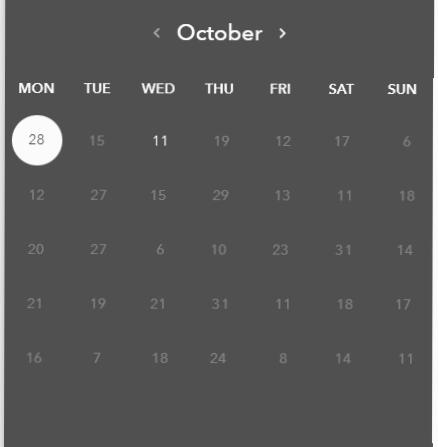 ‹ October ›
MON TUE WED THU FRI SAT SUN
28 15 11 19 12 17 6
12 27 15 29 13 11 18
20 27 6 10 23 31 14
21 19 21 31 11 18 17
16 7 18 24 8 14 11